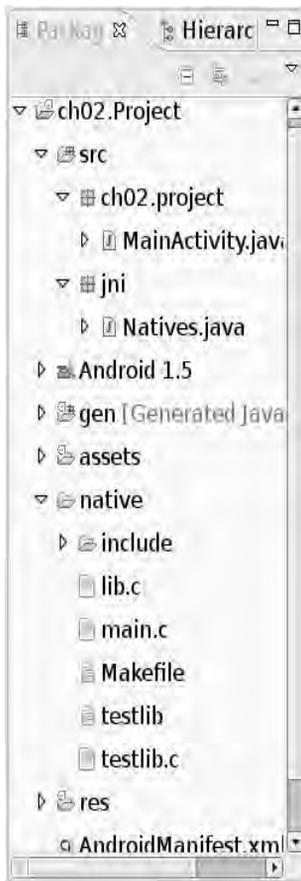 Packag Hierarc
ch02.Project
src
ch02.project
MainActivity.java
jni
Natives.java
Android 1.5
gen [Generated Java
assets
native
include
lib.c
main.c
Makefile
testlib
testlib.c
res
AndroidManifest.xml